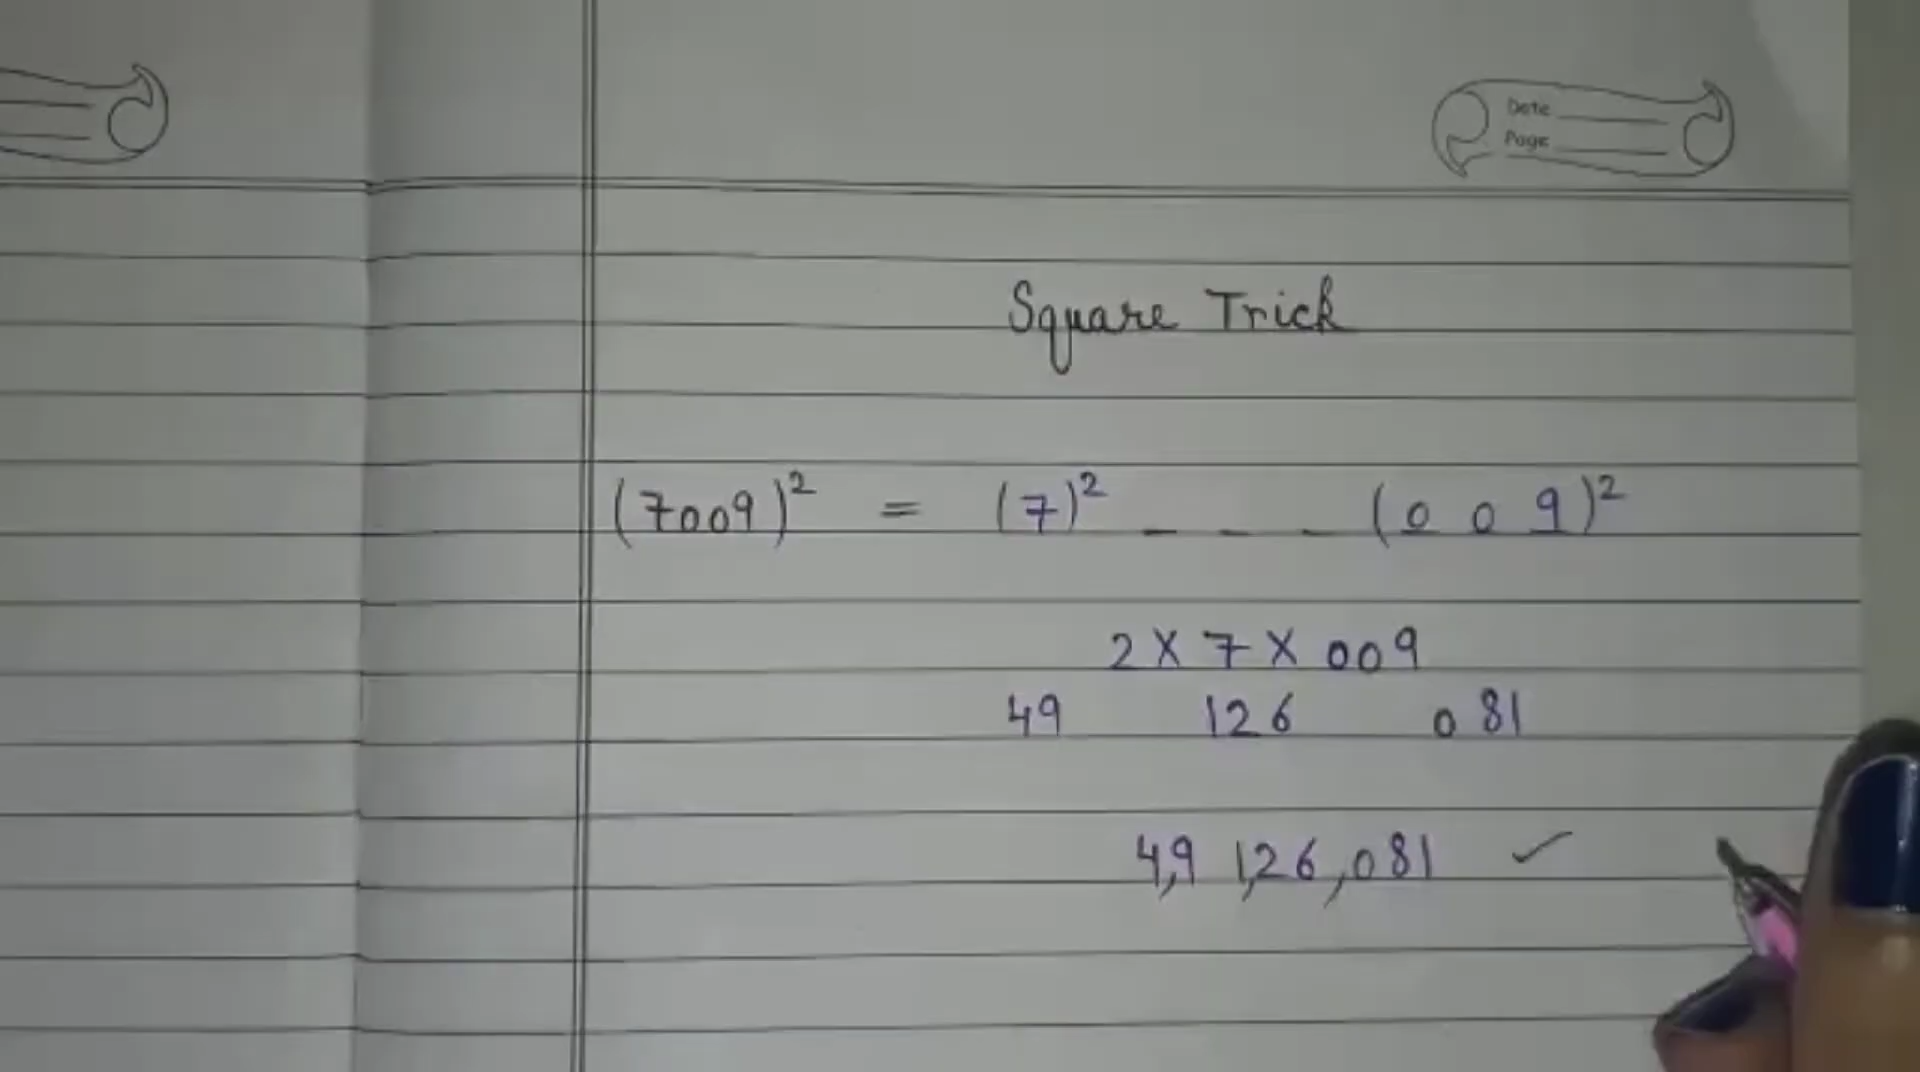 Date
Page
Square Trick
(7009)² = (7)² _ _ _ (0 0 9)²
2 X 7 X 009
49 126 081
4,9 1,26,081 ✓